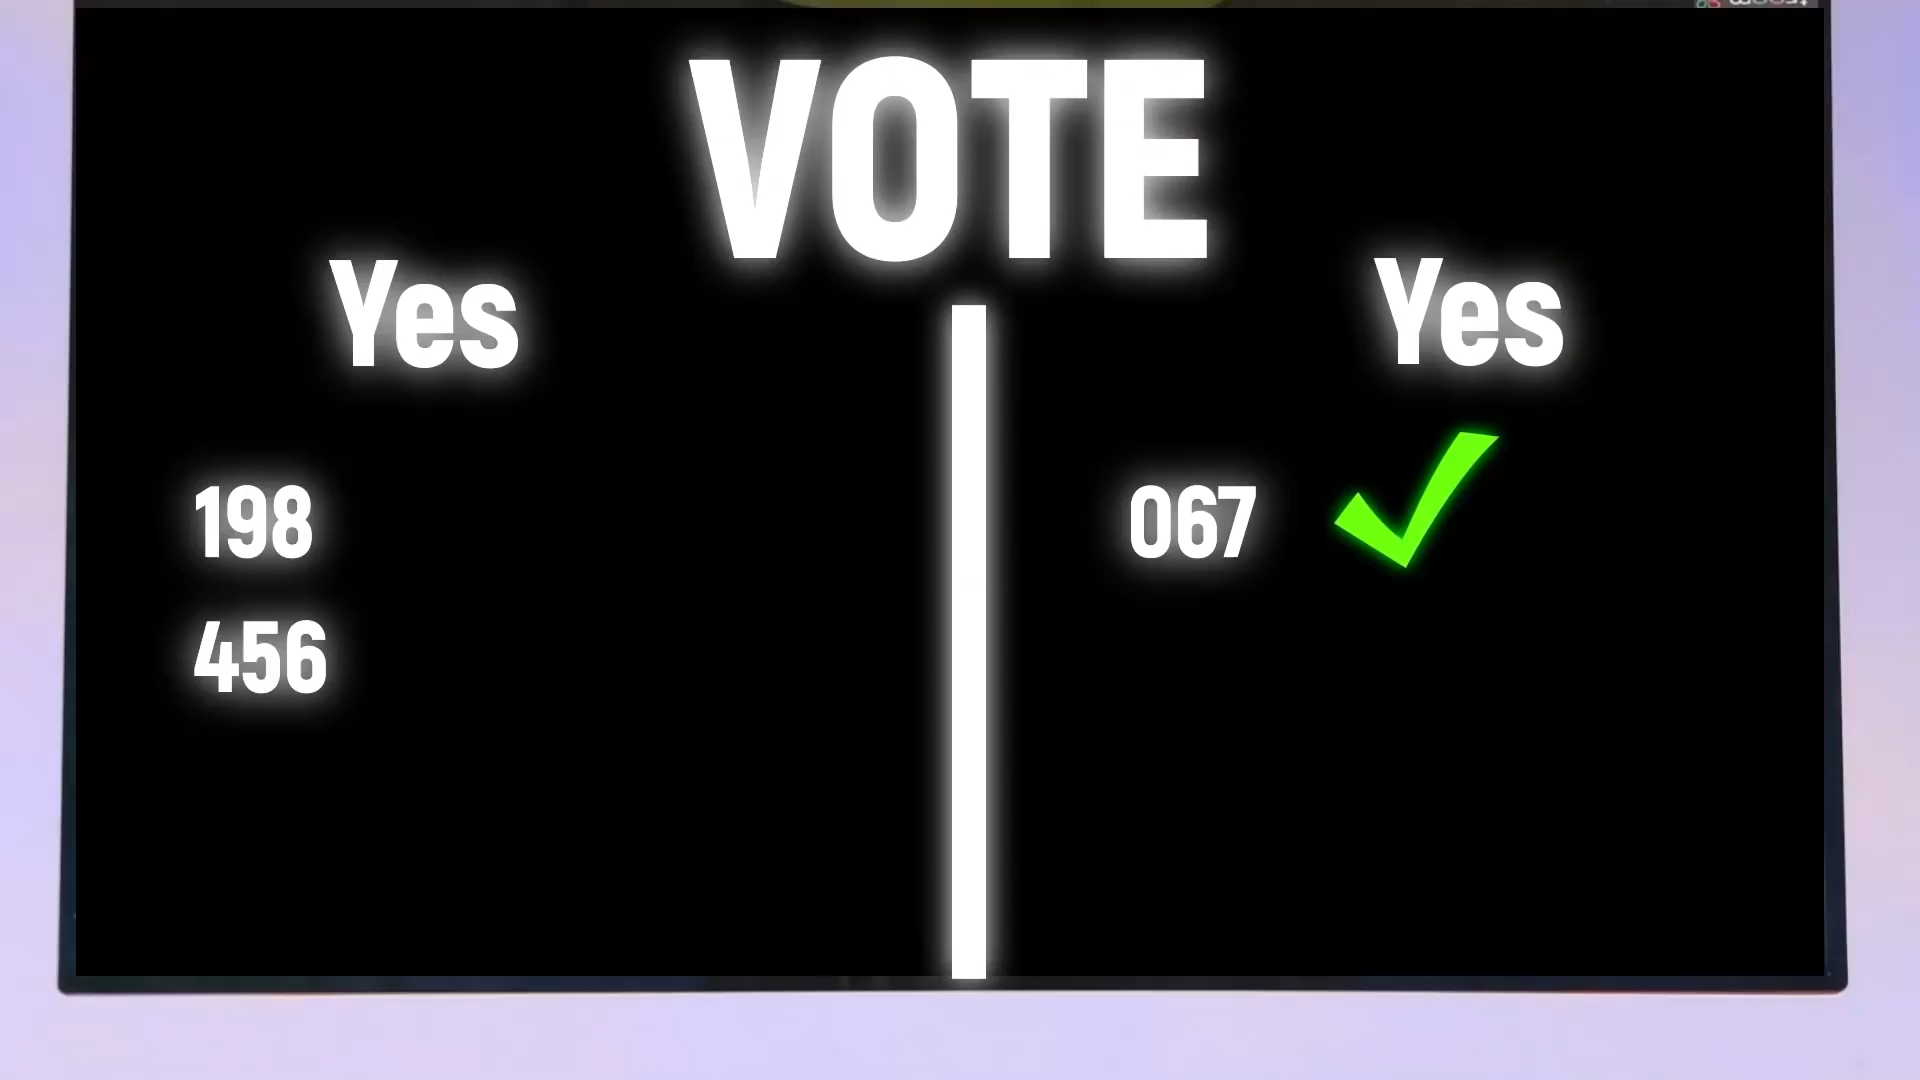 VOTE
Yes
Yes
198
067
456